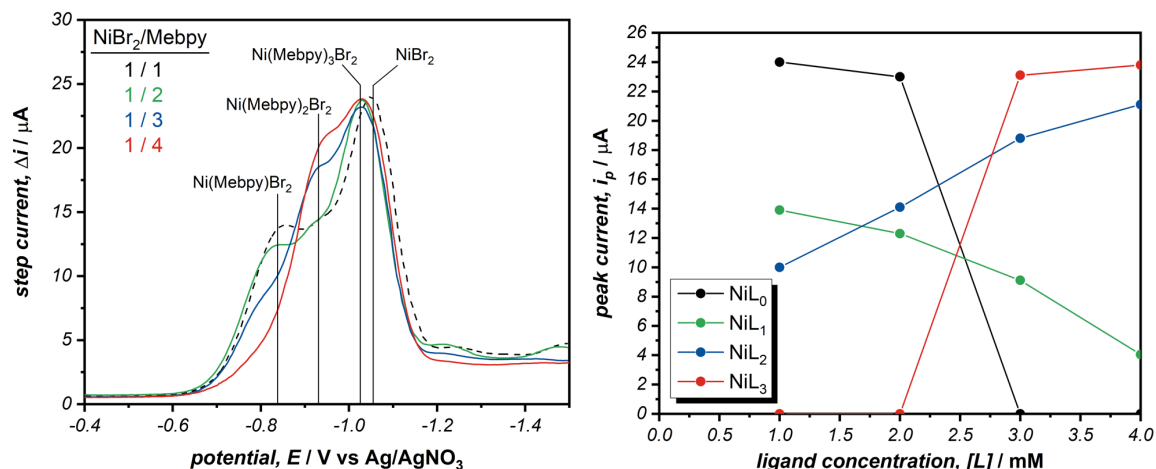 NiBr₂/Mebpy
1 / 1
1 / 2
1 / 3
1 / 4
Ni(Mebpy)₃Br₂
NiBr₂
Ni(Mebpy)₂Br₂
Ni(Mebpy)Br₂
step current, Δi / μA
30
25
20
15
10
5
0
-0.4 -0.6 -0.8 -1.0 -1.2 -1.4
potential, E / V vs Ag/AgNO₃
peak current, iₚ / μA
26
24
22
20
18
16
14
12
10
8
6
4
2
0
NiL₀
NiL₁
NiL₂
NiL₃
0.0 0.5 1.0 1.5 2.0 2.5 3.0 3.5 4.0
ligand concentration, [L] / mM